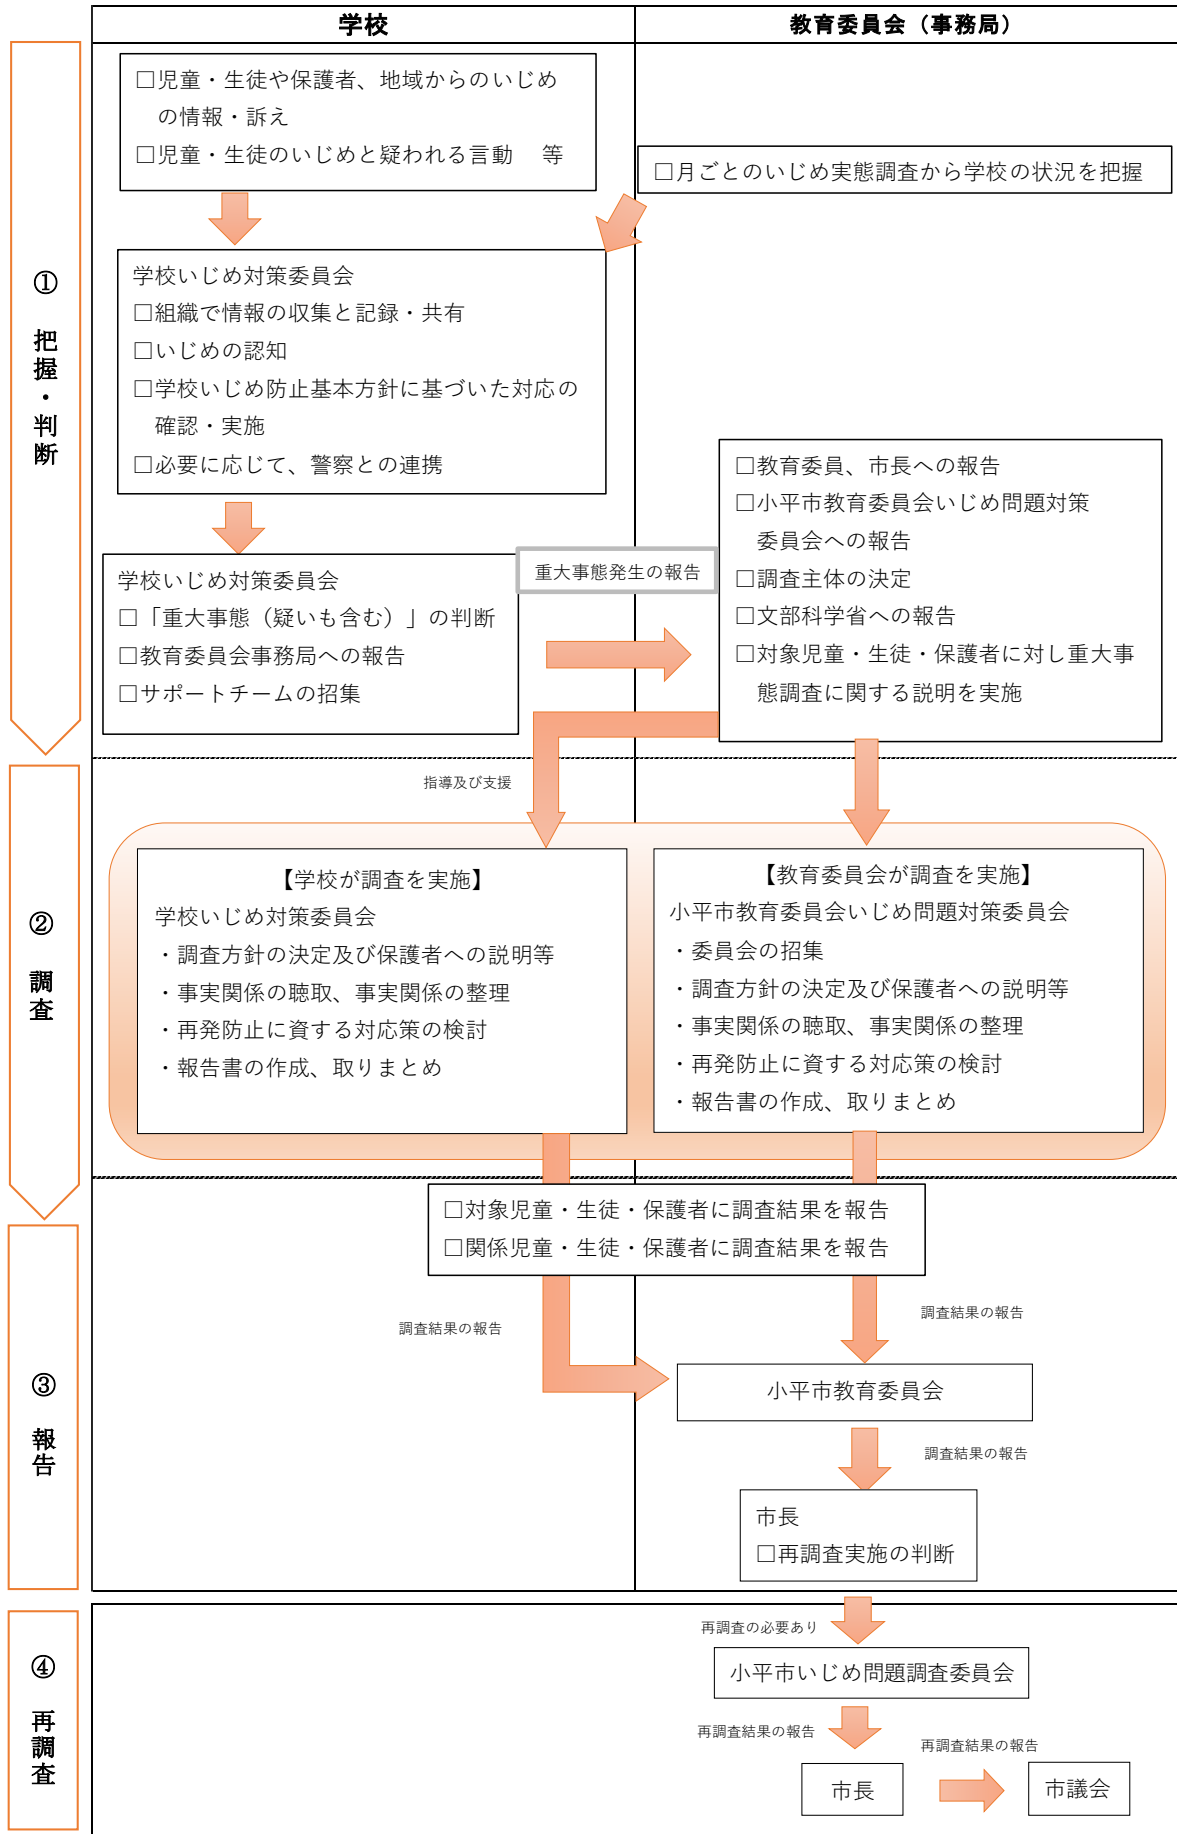 学校
教育委員会（事務局）
① 把握・判断
□児童・生徒や保護者、地域からのいじめ
の情報・訴え
□児童・生徒のいじめと疑われる言動　等
□月ごとのいじめ実態調査から学校の状況を把握
学校いじめ対策委員会
□組織で情報の収集と記録・共有
□いじめの認知
□学校いじめ防止基本方針に基づいた対応の
確認・実施
□必要に応じて、警察との連携
学校いじめ対策委員会
□「重大事態（疑いも含む）」の判断
□教育委員会事務局への報告
□サポートチームの招集
重大事態発生の報告
□教育委員、市長への報告
□小平市教育委員会いじめ問題対策
委員会への報告
□調査主体の決定
□文部科学省への報告
□対象児童・生徒・保護者に対し重大事
態調査に関する説明を実施
② 調査
指導及び支援
【学校が調査を実施】
学校いじめ対策委員会
・調査方針の決定及び保護者への説明等
・事実関係の聴取、事実関係の整理
・再発防止に資する対応策の検討
・報告書の作成、取りまとめ
【教育委員会が調査を実施】
小平市教育委員会いじめ問題対策委員会
・委員会の招集
・調査方針の決定及び保護者への説明等
・事実関係の聴取、事実関係の整理
・再発防止に資する対応策の検討
・報告書の作成、取りまとめ
③ 報告
□対象児童・生徒・保護者に調査結果を報告
□関係児童・生徒・保護者に調査結果を報告
調査結果の報告
調査結果の報告
小平市教育委員会
調査結果の報告
市長
□再調査実施の判断
④ 再調査
再調査の必要あり
小平市いじめ問題調査委員会
再調査結果の報告
再調査結果の報告
市長
市議会